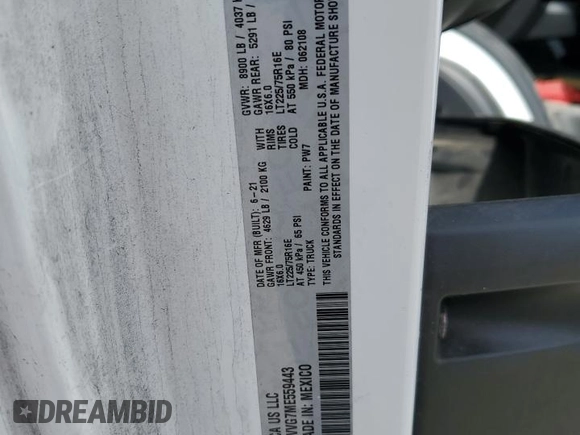 CA US LLC
DATE OF MFR (BUILT): 6-21
GVWR: 8900 LB / 4037
GAWR FRONT: 4629 LB / 2100 KG WITH
GAWR REAR: 5291 LB /
16X6.0 RIMS 16X6.0
LT225/75R16E TIRES LT225/75R16E
AT 450 kPa / 65 PSI COLD AT 550 kPa / 80 PSI
TYPE: TRUCK PAINT: PW7 MDH: 062108
THIS VEHICLE CONFORMS TO ALL APPLICABLE U.S.A. FEDERAL MOTOR
STANDARDS IN EFFECT ON THE DATE OF MANUFACTURE SHO
VVG7ME559443
ADE IN: MEXICO
DREAMBID